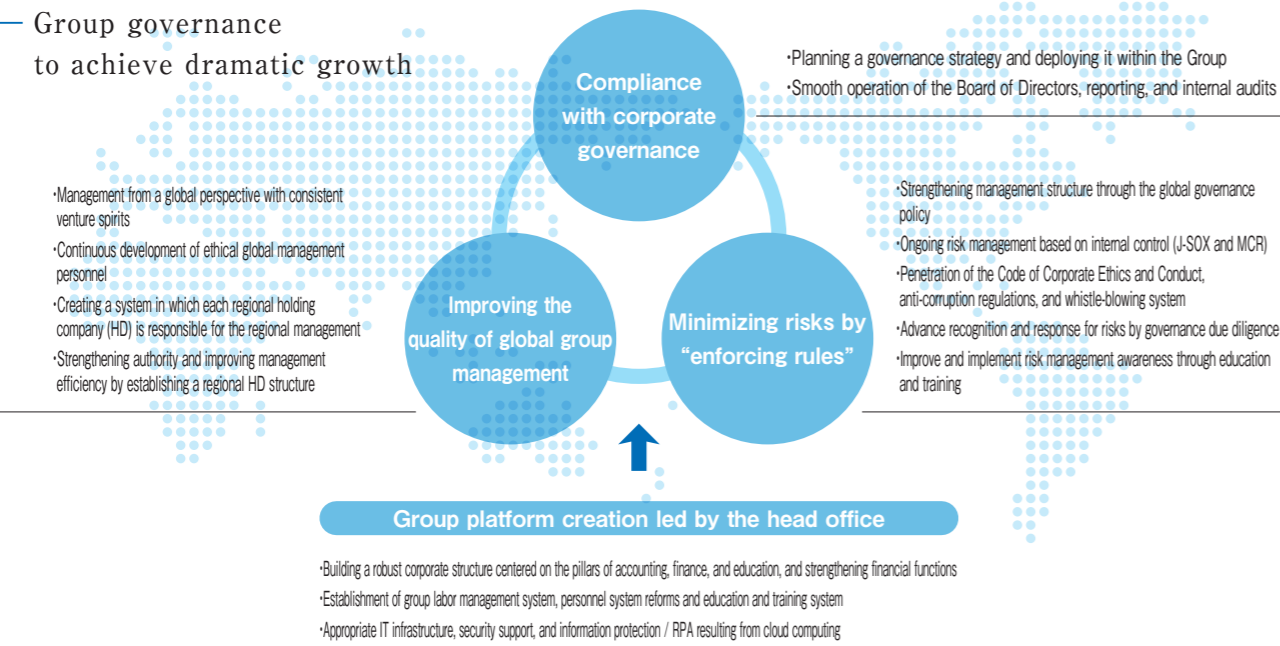 Group governance
to achieve dramatic growth
Compliance
with corporate
governance
・Planning a governance strategy and deploying it within the Group
・Smooth operation of the Board of Directors, reporting, and internal audits
・Management from a global perspective with consistent
venture spirits
・Continuous development of ethical global management
personnel
・Creating a system in which each regional holding
company (HD) is responsible for the regional management
・Strengthening authority and improving management
efficiency by establishing a regional HD structure
Improving the
quality of global group
management
Minimizing risks by
“enforcing rules”
・Strengthening management structure through the global governance
policy
・Ongoing risk management based on internal control (J-SOX and MCR)
・Penetration of the Code of Corporate Ethics and Conduct,
anti-corruption regulations, and whistle-blowing system
・Advance recognition and response for risks by governance due diligence
・Improve and implement risk management awareness through education
and training
Group platform creation led by the head office
・Building a robust corporate structure centered on the pillars of accounting, finance, and education, and strengthening financial functions
・Establishment of group labor management system, personnel system reforms and education and training system
・Appropriate IT infrastructure, security support, and information protection / RPA resulting from cloud computing